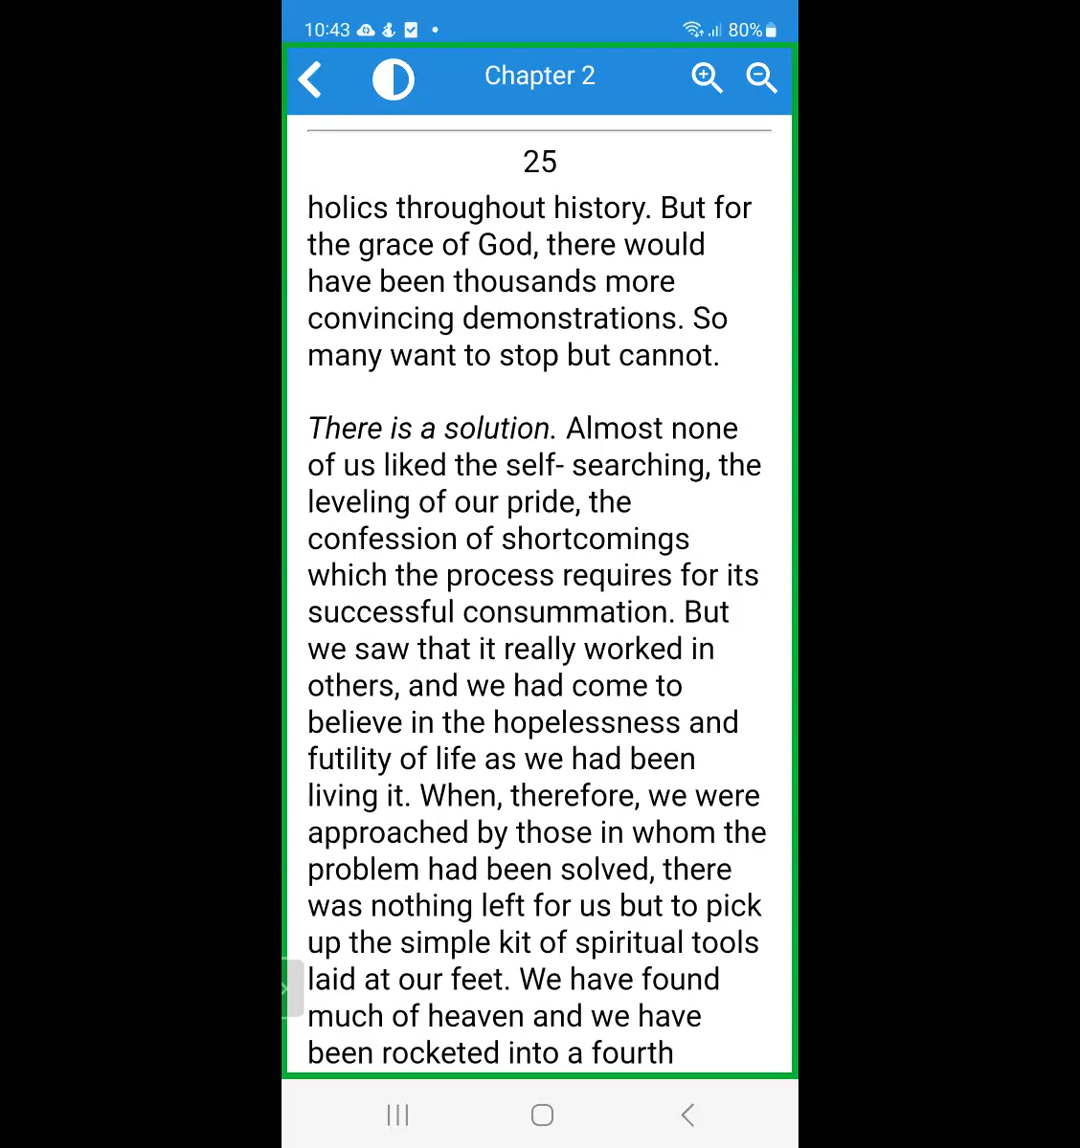 10:43
80%
Chapter 2
25
holics throughout history. But for
the grace of God, there would
have been thousands more
convincing demonstrations. So
many want to stop but cannot.
There is a solution. Almost none
of us liked the self- searching, the
leveling of our pride, the
confession of shortcomings
which the process requires for its
successful consummation. But
we saw that it really worked in
others, and we had come to
believe in the hopelessness and
futility of life as we had been
living it. When, therefore, we were
approached by those in whom the
problem had been solved, there
was nothing left for us but to pick
up the simple kit of spiritual tools
laid at our feet. We have found
much of heaven and we have
been rocketed into a fourth